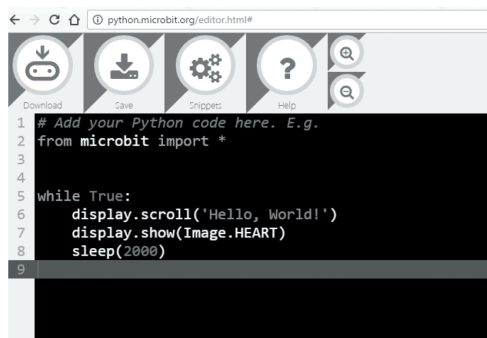 python.microbit.org/editor.html#
Download Save Snippets Help
1 # Add your Python code here. E.g.
2 from microbit import *
3
4
5 while True:
6     display.scroll('Hello, World!')
7     display.show(Image.HEART)
8     sleep(2000)
9